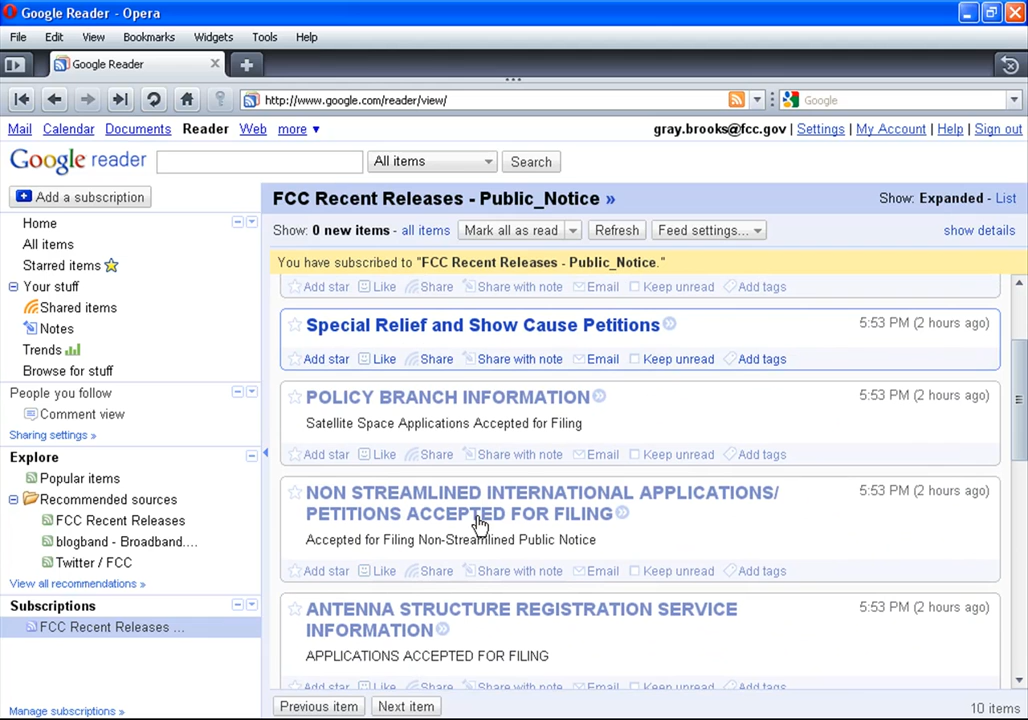 Google Reader - Opera
File Edit View Bookmarks Widgets Tools Help
Google Reader
http://www.google.com/reader/view/ Google
Mail Calendar Documents Reader Web more ▼ gray.brooks@fcc.gov | Settings | My Account | Help | Sign out
Google reader All items Search
Add a subscription
Home
All items
Starred items
Your stuff
Shared items
Notes
Trends
Browse for stuff
People you follow
Comment view
Sharing settings »
Explore
Popular items
Recommended sources
FCC Recent Releases
blogband - Broadband....
Twitter / FCC
View all recommendations »
Subscriptions
FCC Recent Releases ...
Manage subscriptions »
FCC Recent Releases - Public_Notice » Show: Expanded - List
Show: 0 new items - all items Mark all as read Refresh Feed settings... show details
You have subscribed to "FCC Recent Releases - Public_Notice."
Add star Like Share Share with note Email Keep unread Add tags
Special Relief and Show Cause Petitions 5:53 PM (2 hours ago)
Add star Like Share Share with note Email Keep unread Add tags
POLICY BRANCH INFORMATION 5:53 PM (2 hours ago)
Satellite Space Applications Accepted for Filing
Add star Like Share Share with note Email Keep unread Add tags
NON STREAMLINED INTERNATIONAL APPLICATIONS/ 5:53 PM (2 hours ago)
PETITIONS ACCEPTED FOR FILING
Accepted for Filing Non-Streamlined Public Notice
Add star Like Share Share with note Email Keep unread Add tags
ANTENNA STRUCTURE REGISTRATION SERVICE 5:53 PM (2 hours ago)
INFORMATION
APPLICATIONS ACCEPTED FOR FILING
Add star Like Share Share with note Email Keep unread Add tags
Previous item Next item 10 items